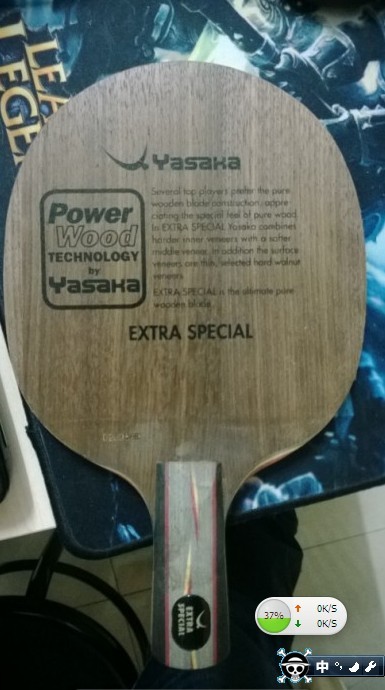 LEA
LEGE
Yasaka
Several top players prefer the pure
wooden blade construction, appre-
ciating the special feel of pure wood.
In EXTRA SPECIAL Yasaka combines
harder inner veneers with a softer
middle veneer. In addition the surface
veneers are thin, selected hard walnut
veneers.
EXTRA SPECIAL is the ultimate pure
wooden blade.
Power
Wood
TECHNOLOGY
by
Yasaka
EXTRA SPECIAL
EXTRA
SPECIAL
37%
0K/S
0K/S
中